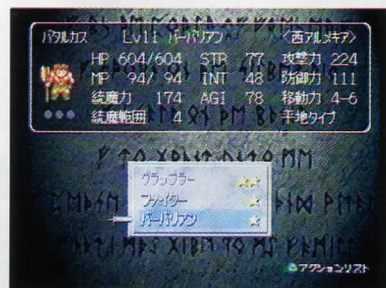 バタルカス Lv11 バーバリアン <西アルメキア>
HP 604/604 STR 77 攻撃力 224
MP 94/ 94 INT 48 防御力 111
統魔力 174 AGI 78 移動力 4-6
統魔範囲 4 平地タイプ
グラップラー ★★
ファイター ★
バーバリアン ★
アクションリスト